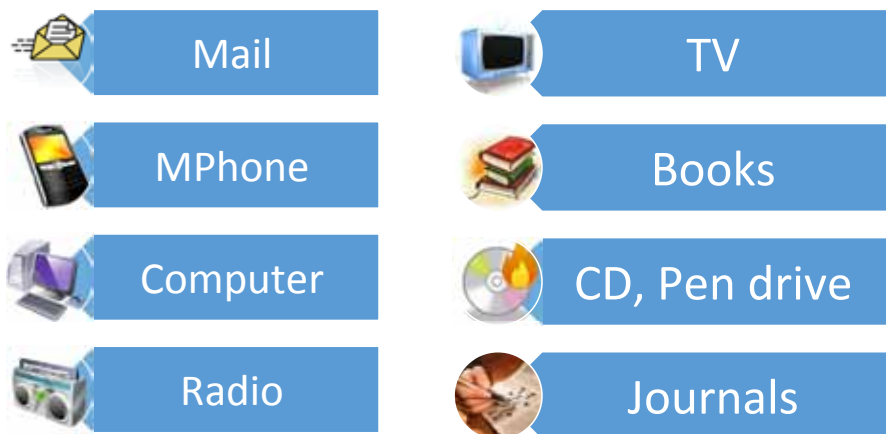 Mail
MPhone
Computer
Radio
TV
Books
CD, Pen drive
Journals